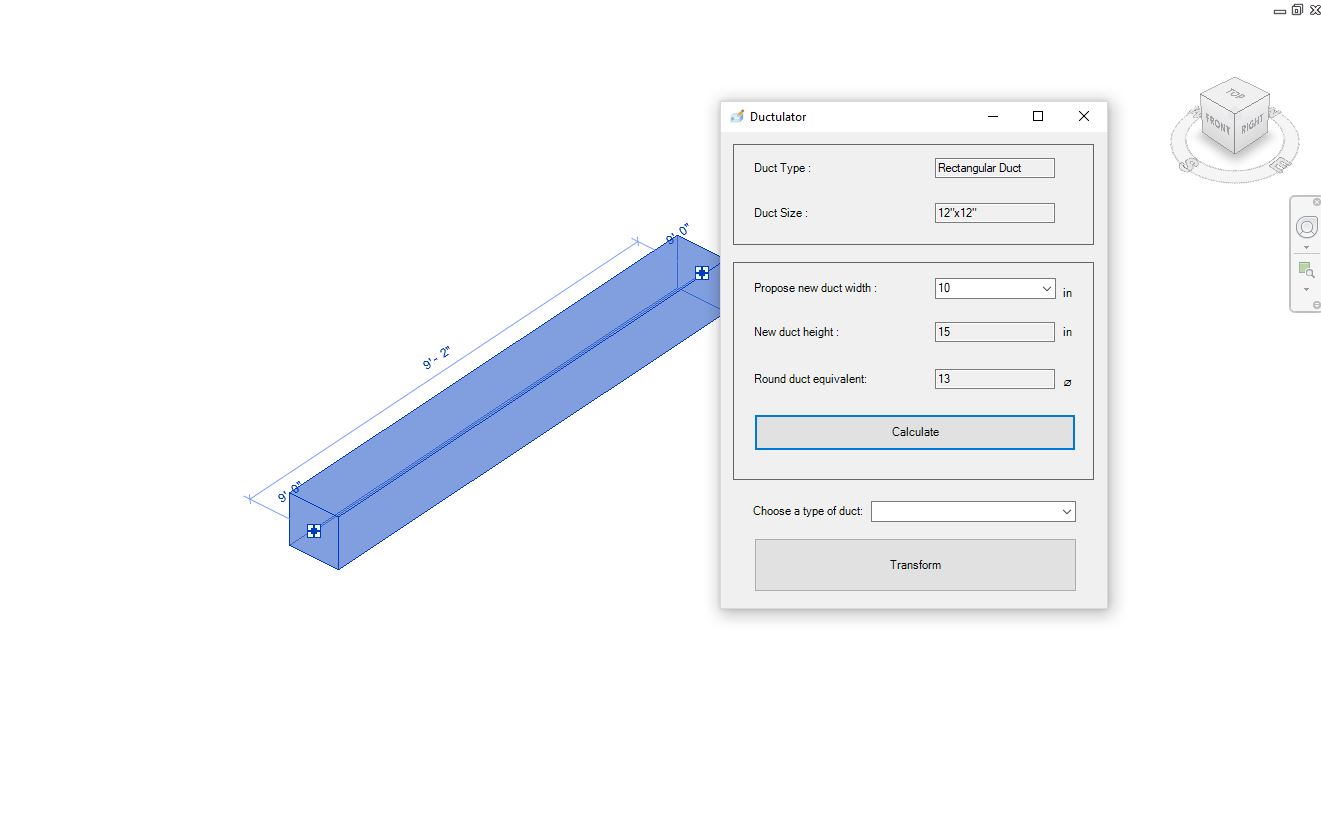 TOP
FRONT
RIGHT
S
E
Ductulator
Duct Type :
Rectangular Duct
Duct Size :
12"x12"
Propose new duct width :
10
in
New duct height :
15
in
Round duct equivalent:
13
⌀
Calculate
Choose a type of duct:
Transform
9' - 0"
9' - 2"
9' - 0"